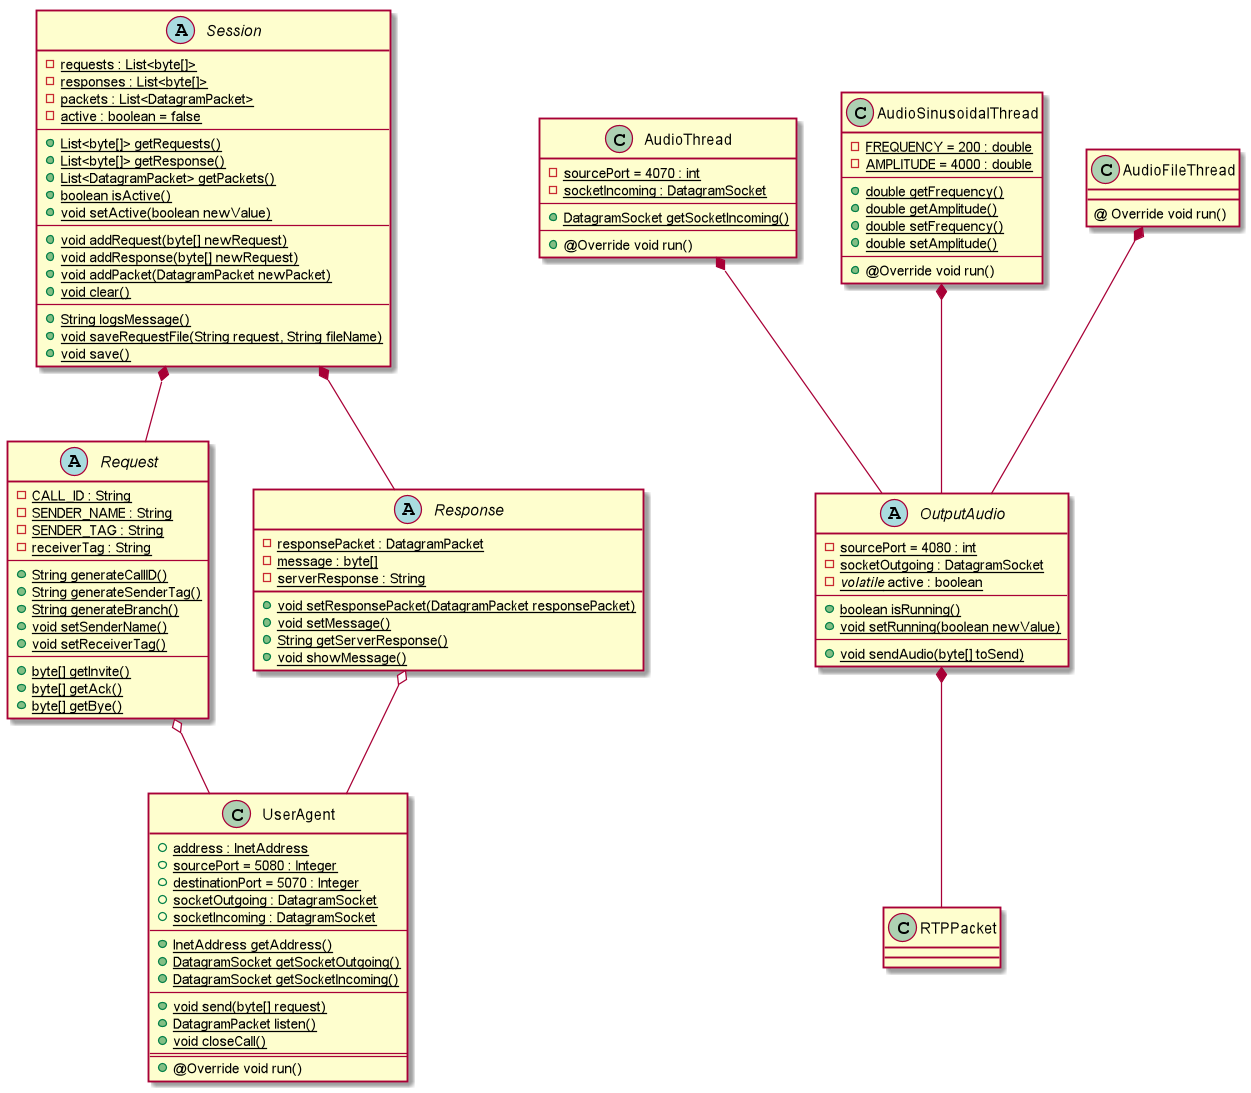 A Session
requests : List<byte[]>
responses : List<byte[]>
packets : List<DatagramPacket>
active : boolean = false
List<byte[]> getRequests()
List<byte[]> getResponse()
List<DatagramPacket> getPackets()
boolean isActive()
void setActive(boolean newValue)
void addRequest(byte[] newRequest)
void addResponse(byte[] newRequest)
void addPacket(DatagramPacket newPacket)
void clear()
String logsMessage()
void saveRequestFile(String request, String fileName)
void save()
C AudioThread
sourcePort = 4070 : int
socketIncoming : DatagramSocket
DatagramSocket getSocketIncoming()
@Override void run()
C AudioSinusoidalThread
FREQUENCY = 200 : double
AMPLITUDE = 4000 : double
double getFrequency()
double getAmplitude()
double setFrequency()
double setAmplitude()
@Override void run()
C AudioFileThread
@ Override void run()
A Request
CALL_ID : String
SENDER_NAME : String
SENDER_TAG : String
receiverTag : String
String generateCallID()
String generateSenderTag()
String generateBranch()
void setSenderName()
void setReceiverTag()
byte[] getInvite()
byte[] getAck()
byte[] getBye()
A Response
responsePacket : DatagramPacket
message : byte[]
serverResponse : String
void setResponsePacket(DatagramPacket responsePacket)
void setMessage()
String getServerResponse()
void showMessage()
A OutputAudio
sourcePort = 4080 : int
socketOutgoing : DatagramSocket
volatile active : boolean
boolean isRunning()
void setRunning(boolean newValue)
void sendAudio(byte[] toSend)
C UserAgent
address : InetAddress
sourcePort = 5080 : Integer
destinationPort = 5070 : Integer
socketOutgoing : DatagramSocket
socketIncoming : DatagramSocket
InetAddress getAddress()
DatagramSocket getSocketOutgoing()
DatagramSocket getSocketIncoming()
void send(byte[] request)
DatagramPacket listen()
void closeCall()
@Override void run()
C RTPPacket